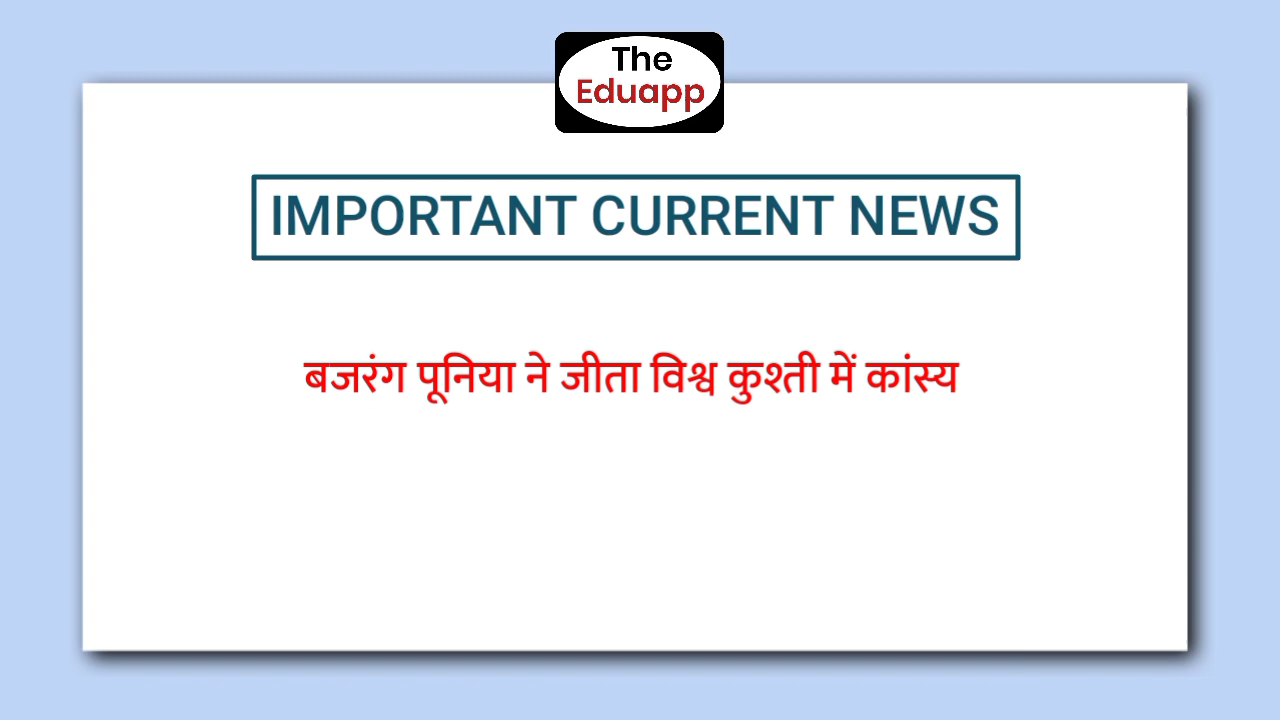 The
Eduapp
IMPORTANT CURRENT NEWS
बजरंग पूनिया ने जीता विश्व कुश्ती में कांस्य